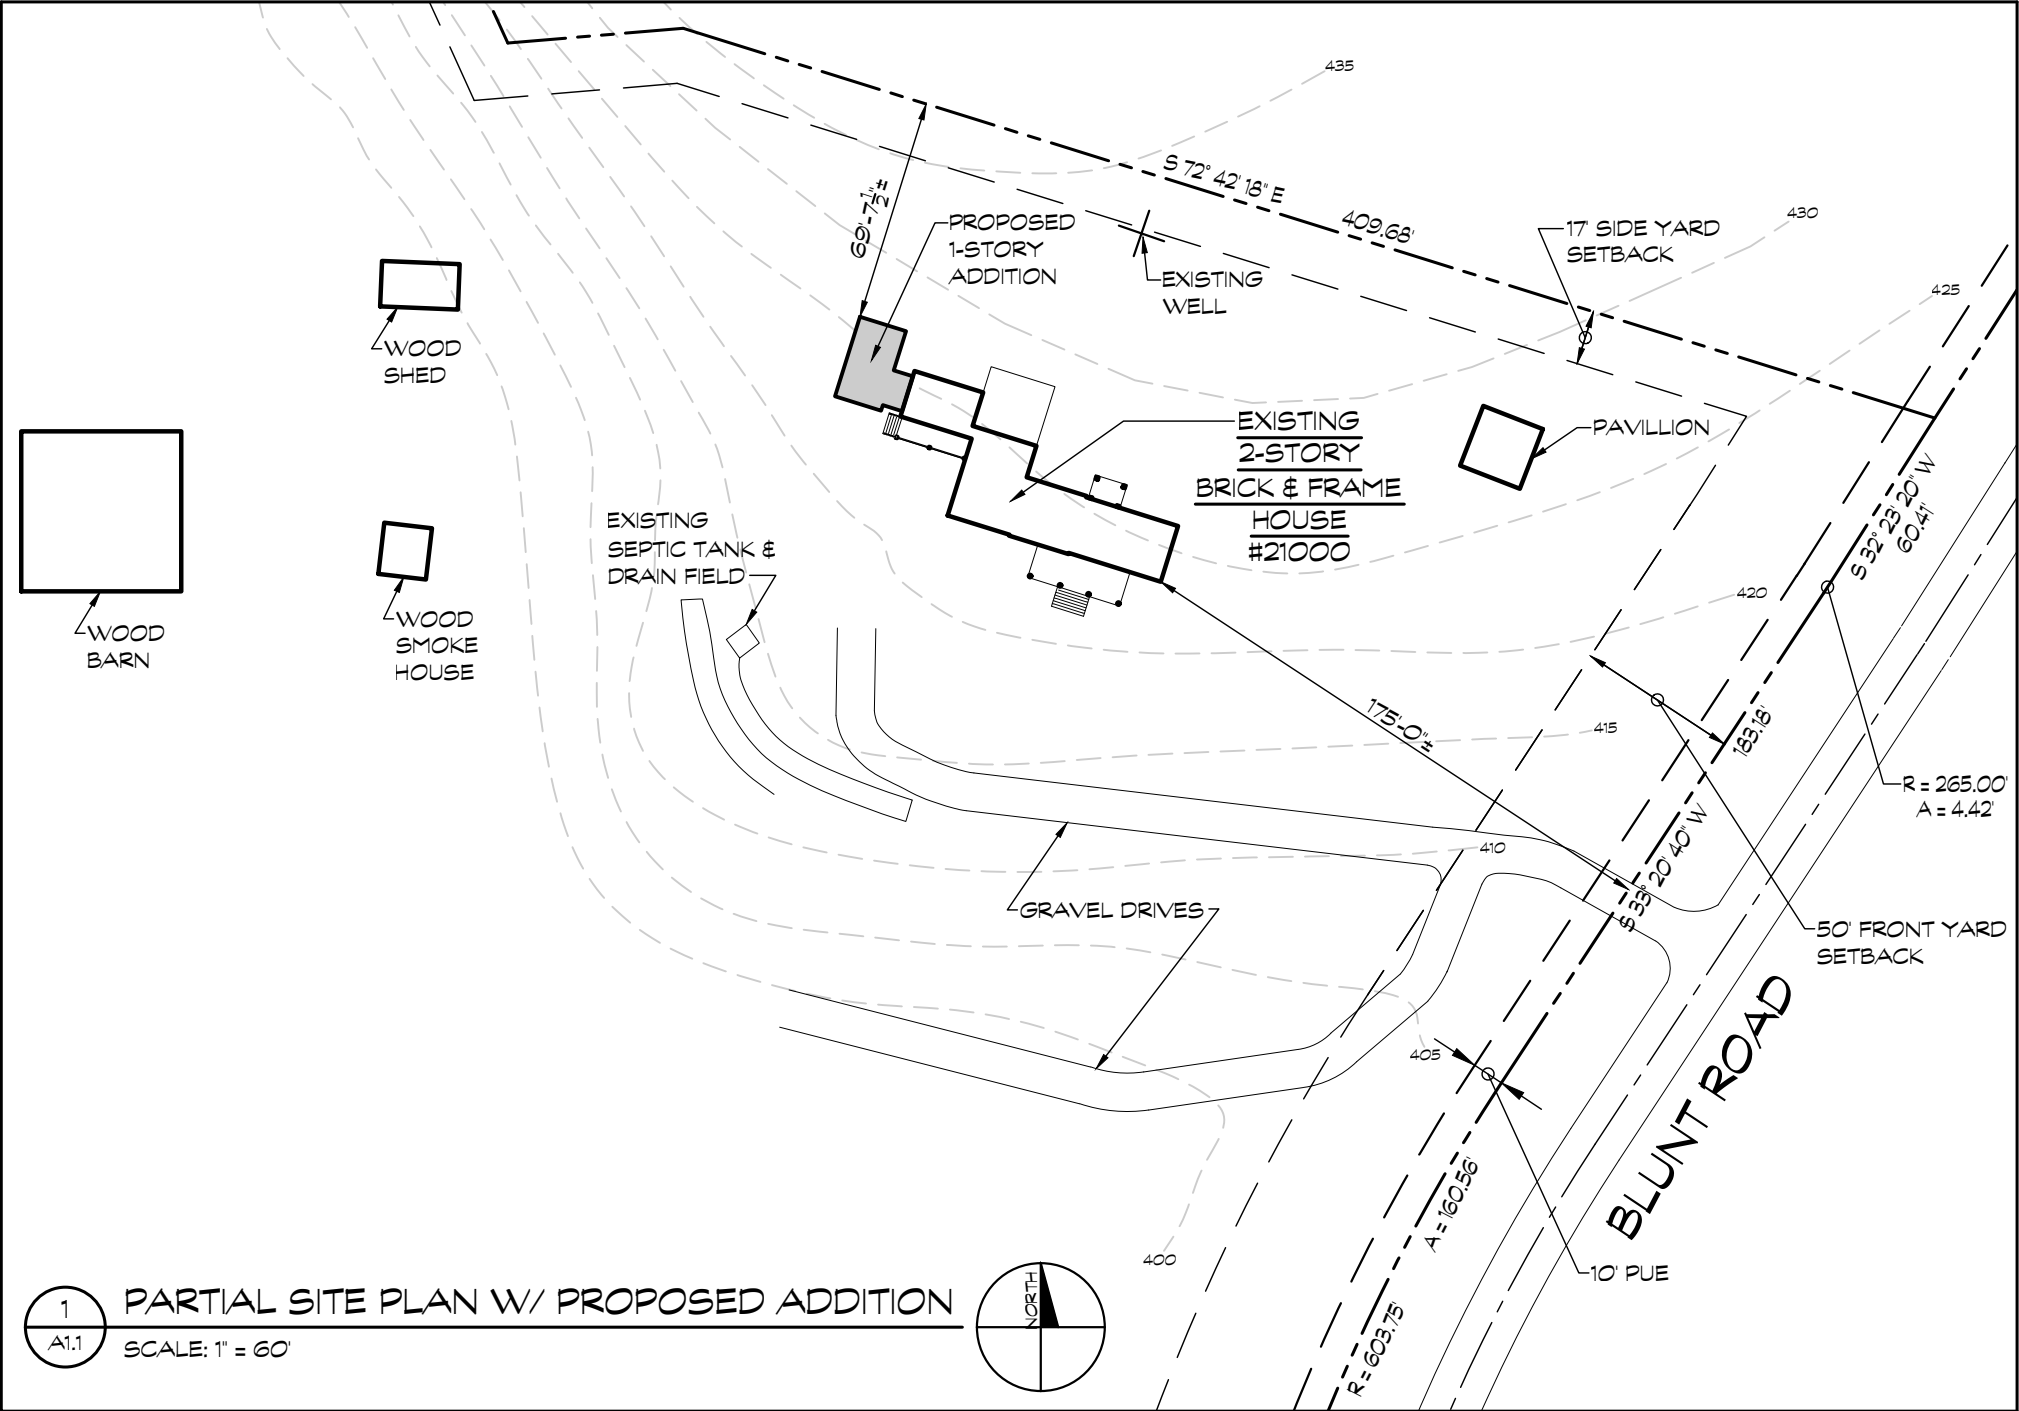 435
S 72° 42' 18" E
409.68'
430
17' SIDE YARD
SETBACK
425
69'-7 1/2"±
PROPOSED
1-STORY
ADDITION
EXISTING
WELL
WOOD
SHED
EXISTING
2-STORY
BRICK & FRAME
HOUSE
#21000
PAVILLION
S 32° 23' 20" W
60.41'
EXISTING
SEPTIC TANK &
DRAIN FIELD
WOOD
BARN
WOOD
SMOKE
HOUSE
420
175'-0"±
415
183.18'
R = 265.00'
A = 4.42'
410
S 33° 20' 40" W
GRAVEL DRIVES
50' FRONT YARD
SETBACK
405
BLUNT ROAD
A = 160.56'
R = 603.75'
400
10' PUE
1
A1.1
PARTIAL SITE PLAN W/ PROPOSED ADDITION
SCALE: 1" = 60'
NORTH